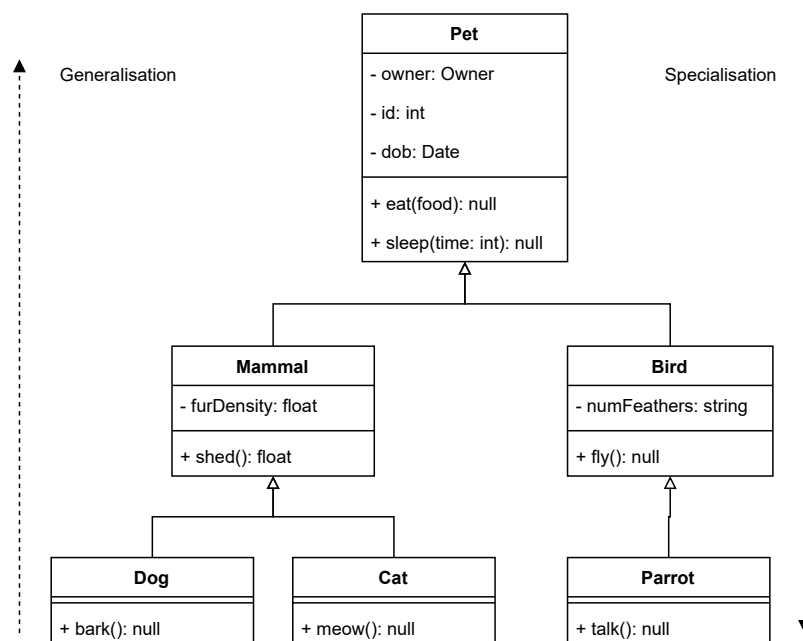 Pet
Generalisation
Specialisation
- owner: Owner
- id: int
- dob: Date
+ eat(food): null
+ sleep(time: int): null
Mammal
- furDensity: float
+ shed(): float
Bird
- numFeathers: string
+ fly(): null
Dog
+ bark(): null
Cat
+ meow(): null
Parrot
+ talk(): null